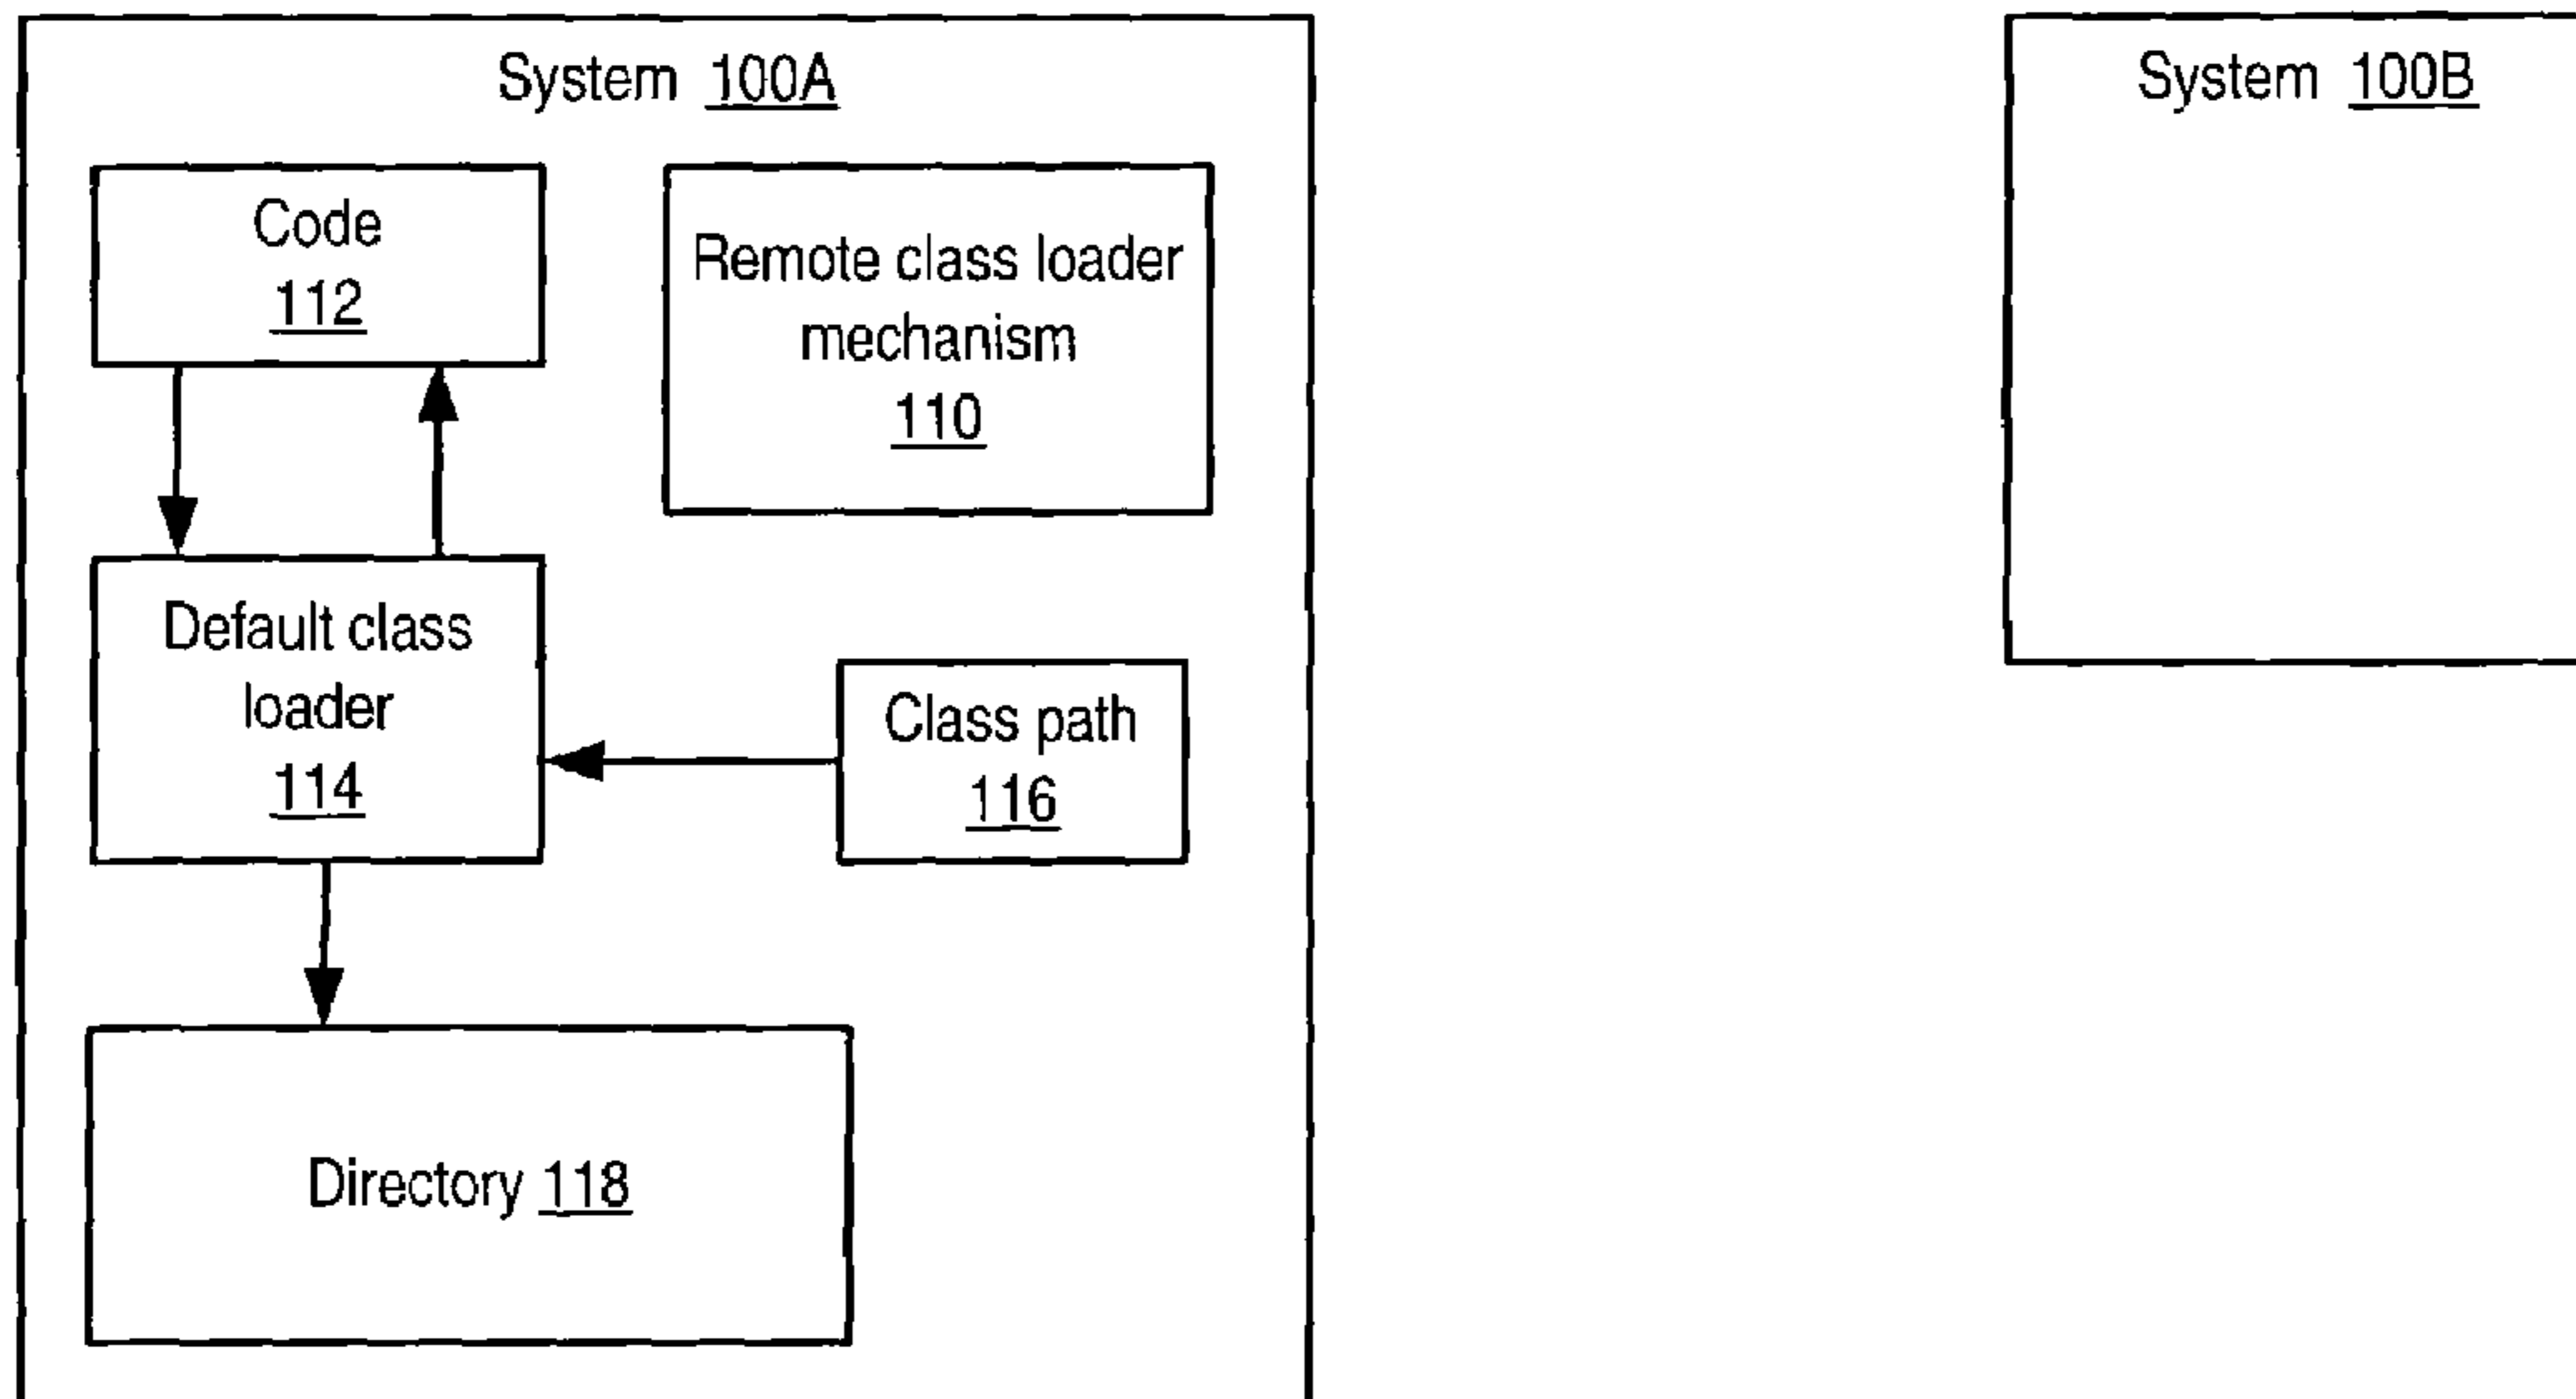 System 100A
Code
112
Remote class loader
mechanism
110
Default class
loader
114
Class path
116
Directory 118
System 100B